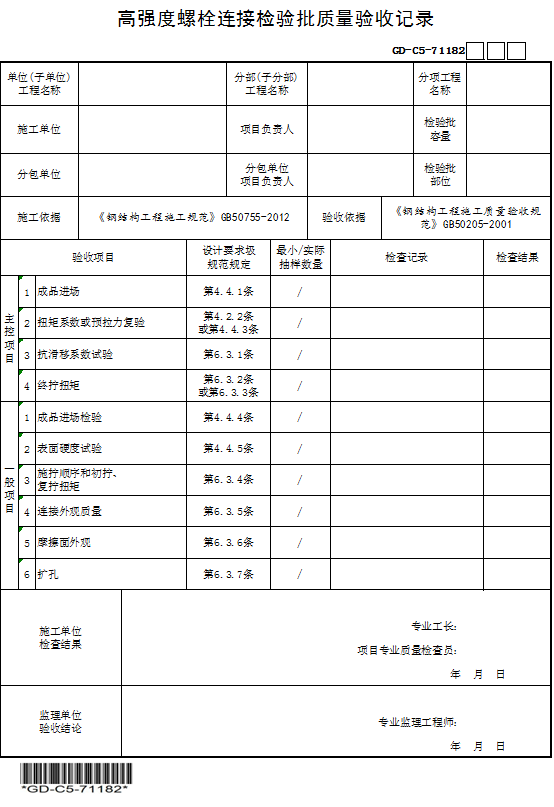 高强度螺栓连接检验批质量验收记录
GD-C5-71182
单位(子单位)
工程名称
分部(子分部)
工程名称
分项工程
名称
施工单位
项目负责人
检验批
容量
分包单位
分包单位
项目负责人
检验批
部位
施工依据
《钢结构工程施工规范》GB50755-2012
验收依据
《钢结构工程施工质量验收规
范》GB50205-2001
验收项目
设计要求极
规范规定
最小/实际
抽样数量
检查记录
检查结果
主控项目
1 成品进场 第4.4.1条 /
2 扭矩系数或预拉力复验 第4.2.2条
或第4.4.3条 /
3 抗滑移系数试验 第6.3.1条 /
4 终拧扭矩 第6.3.2条
或第6.3.3条 /
一般项目
1 成品进场检验 第4.4.4条 /
2 表面硬度试验 第4.4.5条 /
3 施拧顺序和初拧、
复拧扭矩 第6.3.4条 /
4 连接外观质量 第6.3.5条 /
5 摩擦面外观 第6.3.6条 /
6 扩孔 第6.3.7条 /
施工单位
检查结果
专业工长：
项目专业质量检查员：
年 月 日
监理单位
验收结论
专业监理工程师：
年 月 日
*GD-C5-71182*